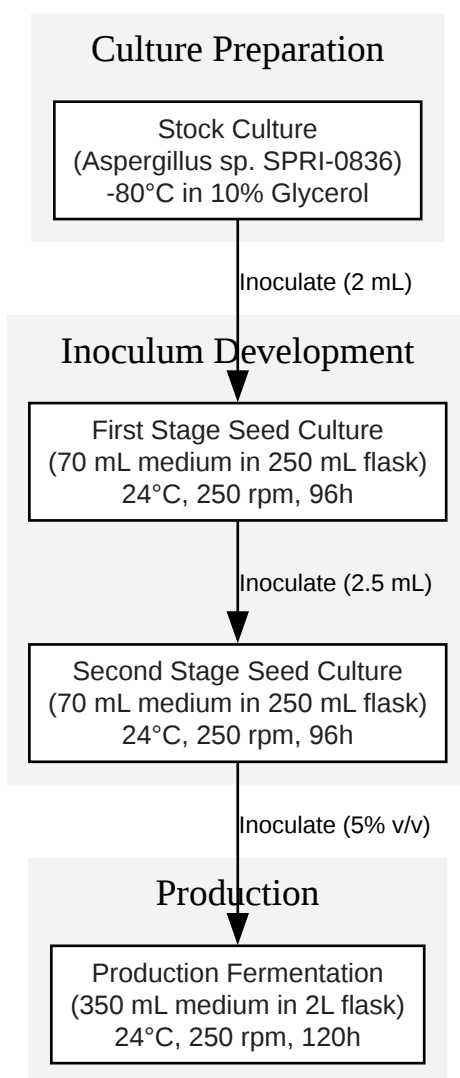 Culture Preparation
Stock Culture
(Aspergillus sp. SPRI-0836)
-80°C in 10% Glycerol
Inoculate (2 mL)
Inoculum Development
First Stage Seed Culture
(70 mL medium in 250 mL flask)
24°C, 250 rpm, 96h
Inoculate (2.5 mL)
Second Stage Seed Culture
(70 mL medium in 250 mL flask)
24°C, 250 rpm, 96h
Inoculate (5% v/v)
Production
Production Fermentation
(350 mL medium in 2L flask)
24°C, 250 rpm, 120h